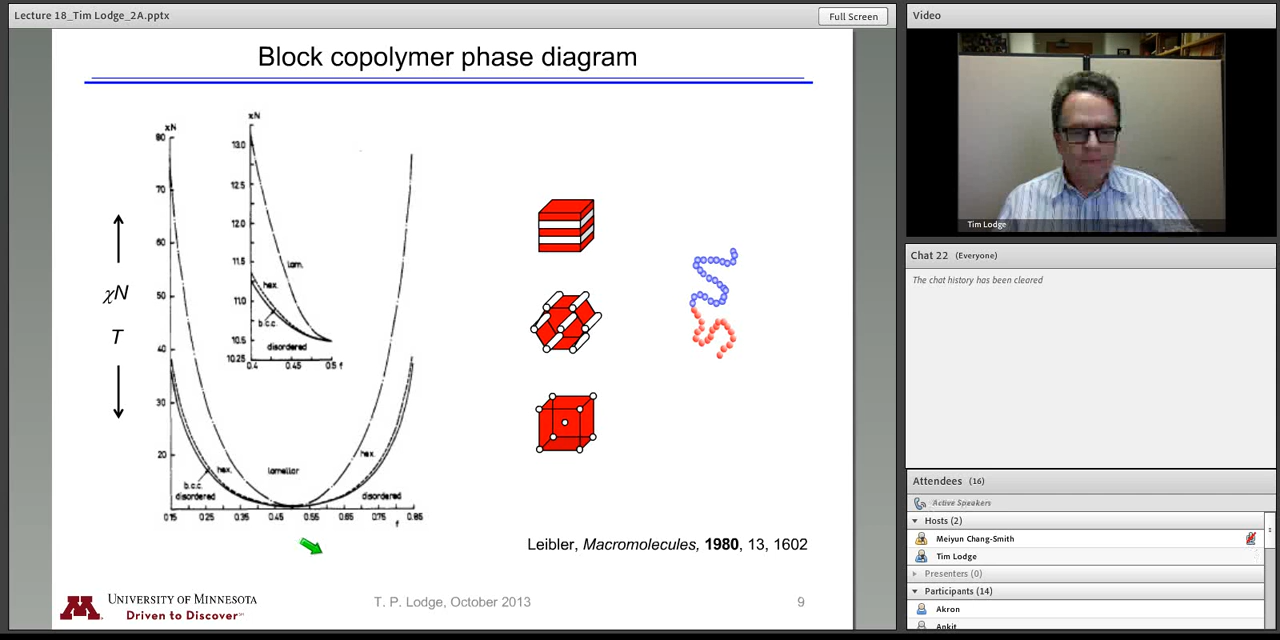 Lecture 18_Tim Lodge_2A.pptx
Full Screen
Block copolymer phase diagram
χN
80
70
60
50
40
30
20
0.15 0.25 0.35 0.45 0.55 0.65 0.75 0.85
f
hex.
lamellar
hex.
b.c.c.
disordered
disordered
χN
13.0
12.5
12.0
11.5
11.0
10.5
10.25
0.4 0.45 0.5 f
lam.
hex.
b.c.c.
disordered
χN
T
Leibler, Macromolecules, 1980, 13, 1602
UNIVERSITY OF MINNESOTA
Driven to Discover℠
T. P. Lodge, October 2013
9
Video
Tim Lodge
Chat 22 (Everyone)
The chat history has been cleared
Attendees (16)
Active Speakers
Hosts (2)
Meiyun Chang-Smith
Tim Lodge
Presenters (0)
Participants (14)
Akron
Ankit